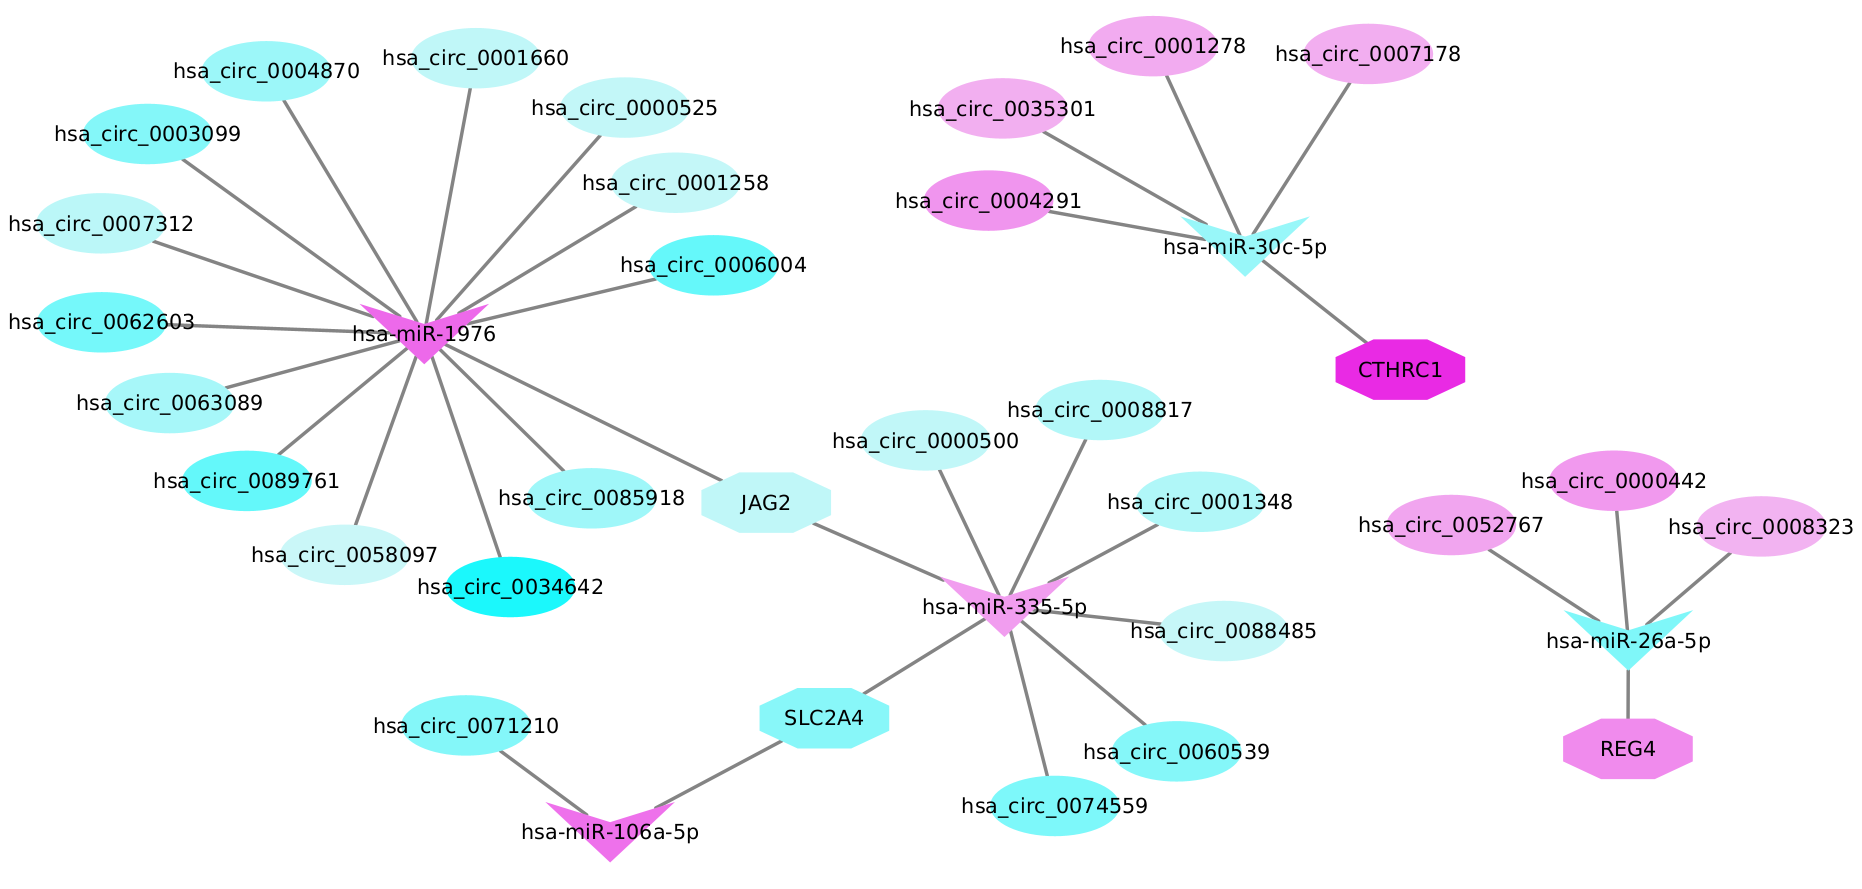 hsa_circ_0001278
hsa_circ_0007178
hsa_circ_0001660
hsa_circ_0004870
hsa_circ_0000525
hsa_circ_0035301
hsa_circ_0003099
hsa_circ_0001258
hsa_circ_0004291
hsa_circ_0007312
hsa-miR-30c-5p
hsa_circ_0006004
hsa_circ_0062603
hsa-miR-1976
CTHRC1
hsa_circ_0063089
hsa_circ_0008817
hsa_circ_0000500
hsa_circ_0089761
hsa_circ_0000442
hsa_circ_0085918
JAG2
hsa_circ_0001348
hsa_circ_0052767
hsa_circ_0008323
hsa_circ_0058097
hsa_circ_0034642
hsa-miR-335-5p
hsa_circ_0088485
hsa-miR-26a-5p
SLC2A4
hsa_circ_0071210
hsa_circ_0060539
REG4
hsa_circ_0074559
hsa-miR-106a-5p